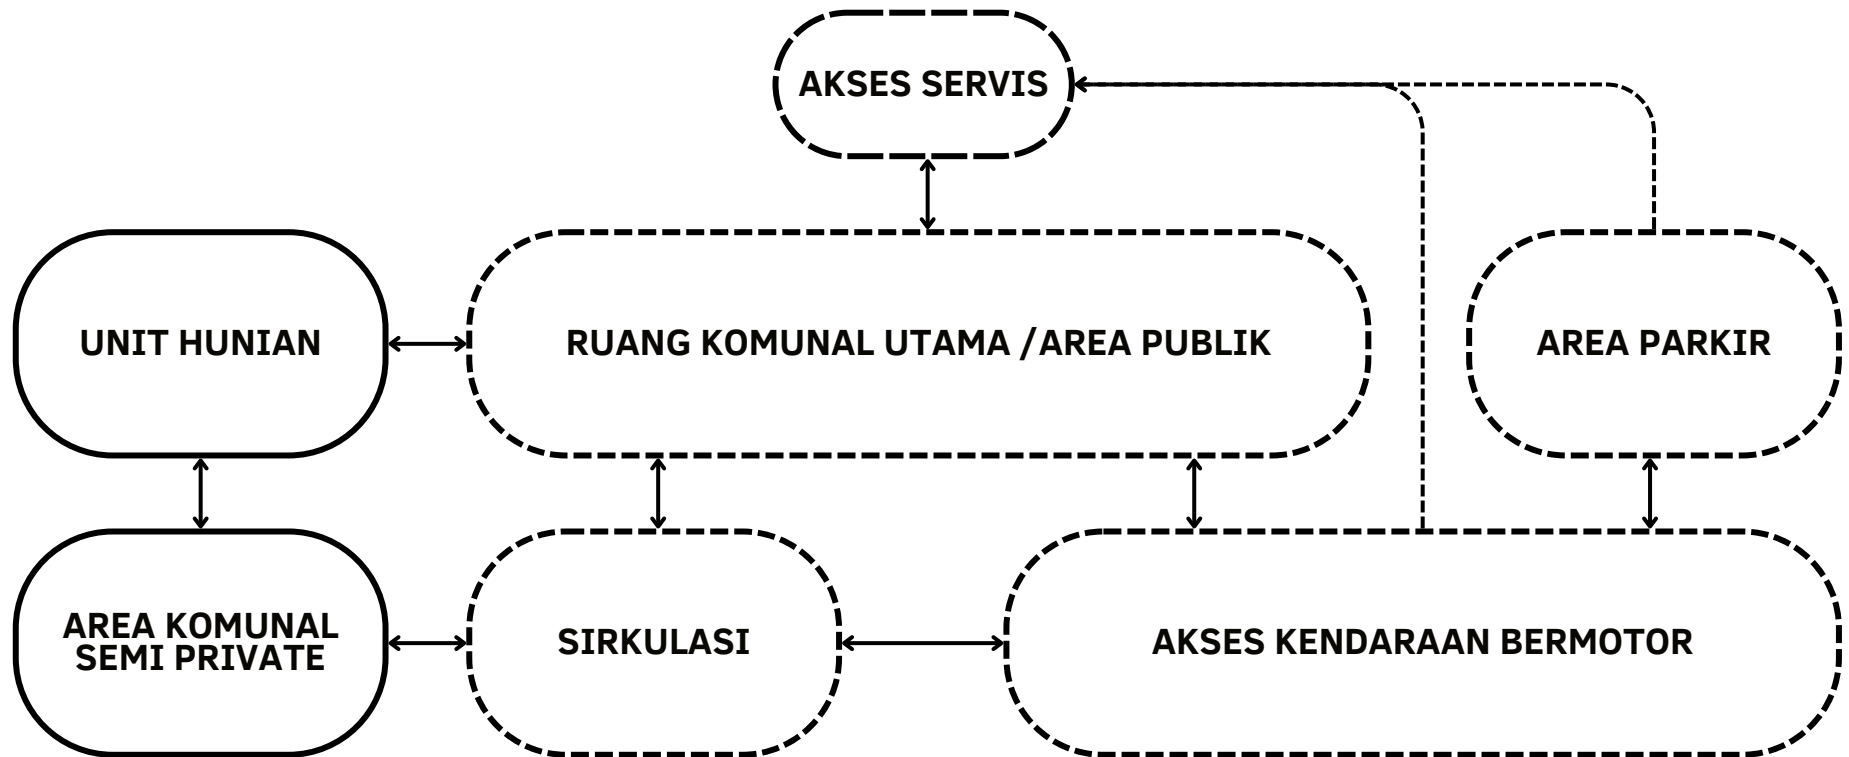 AKSES SERVIS
UNIT HUNIAN
RUANG KOMUNAL UTAMA /AREA PUBLIK
AREA PARKIR
AREA KOMUNAL
SEMI PRIVATE
SIRKULASI
AKSES KENDARAAN BERMOTOR